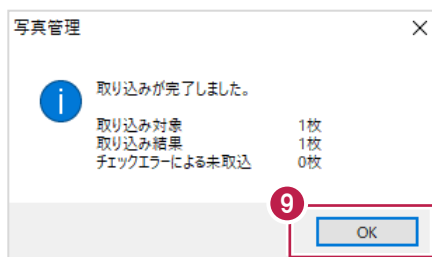 写真管理
取り込みが完了しました。
取り込み対象 1枚
取り込み結果 1枚
チェックエラーによる未取込 0枚
9
OK